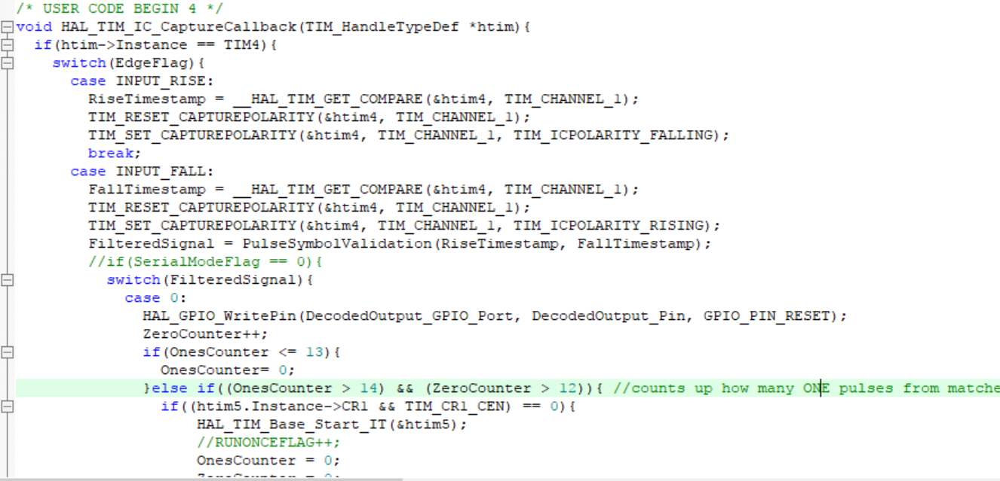 /* USER CODE BEGIN 4 */
void HAL_TIM_IC_CaptureCallback(TIM_HandleTypeDef *htim){
if(htim->Instance == TIM4){
switch(EdgeFlag){
case INPUT_RISE:
RiseTimestamp = __HAL_TIM_GET_COMPARE(&htim4, TIM_CHANNEL_1);
TIM_RESET_CAPTUREPOLARITY(&htim4, TIM_CHANNEL_1);
TIM_SET_CAPTUREPOLARITY(&htim4, TIM_CHANNEL_1, TIM_ICPOLARITY_FALLING);
break;
case INPUT_FALL:
FallTimestamp = __HAL_TIM_GET_COMPARE(&htim4, TIM_CHANNEL_1);
TIM_RESET_CAPTUREPOLARITY(&htim4, TIM_CHANNEL_1);
TIM_SET_CAPTUREPOLARITY(&htim4, TIM_CHANNEL_1, TIM_ICPOLARITY_RISING);
FilteredSignal = PulseSymbolValidation(RiseTimestamp, FallTimestamp);
//if(SerialModeFlag == 0){
switch(FilteredSignal){
case 0:
HAL_GPIO_WritePin(DecodedOutput_GPIO_Port, DecodedOutput_Pin, GPIO_PIN_RESET);
ZeroCounter++;
if(OnesCounter <= 13){
OnesCounter= 0;
}else if((OnesCounter > 14) && (ZeroCounter > 12)){ //counts up how many ONE pulses from matche
if((htim5.Instance->CR1 && TIM_CR1_CEN) == 0){
HAL_TIM_Base_Start_IT(&htim5);
//RUNONCEFLAG++;
OnesCounter = 0;